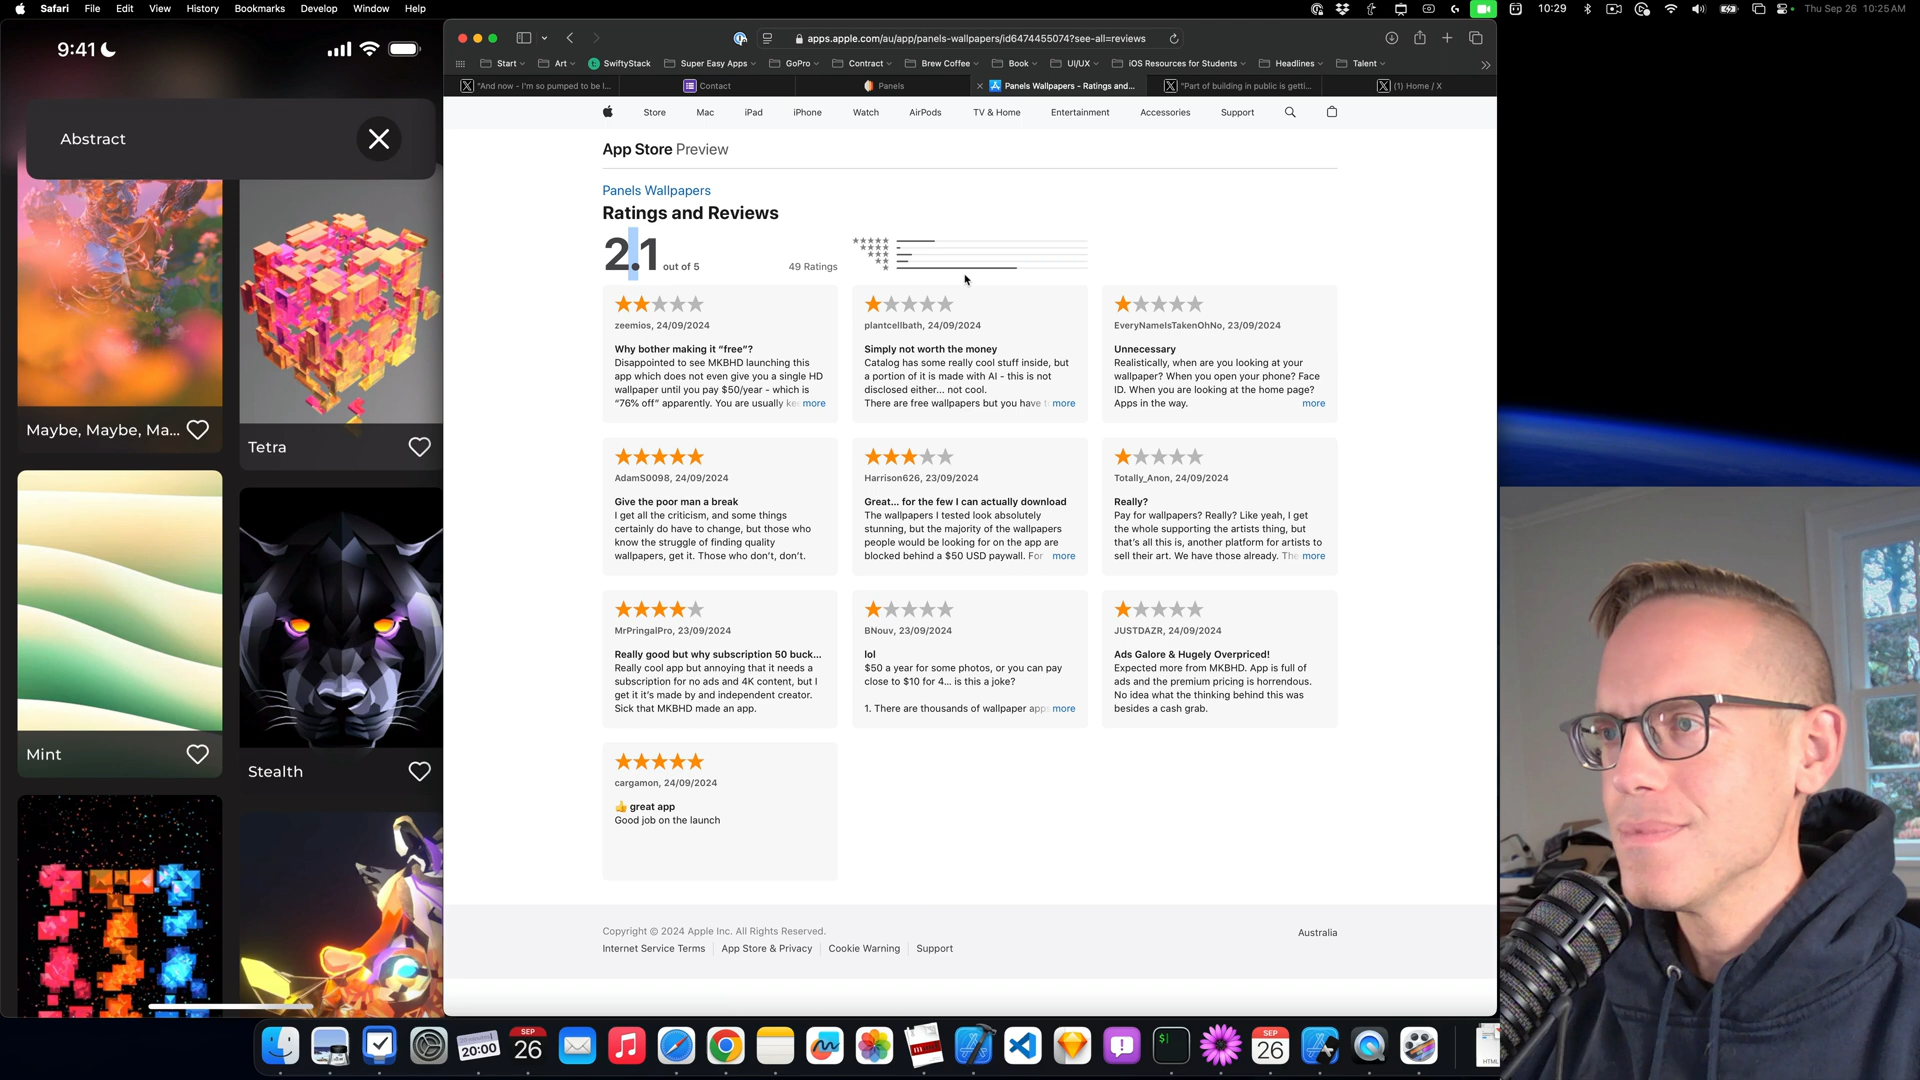 Safari File Edit View History Bookmarks Develop Window Help
10:29
Thu Sep 26 10:25 AM
9:41
Abstract
Maybe, Maybe, Ma...
Tetra
Mint
Stealth
apps.apple.com/au/app/panels-wallpapers/id6474455074?see-all=reviews
Start Art SwiftyStack Super Easy Apps GoPro Contract Brew Coffee Book UI/UX iOS Resources for Students Headlines Talent
"And now - I'm so pumped to be l... Contact Panels Panels Wallpapers - Ratings and... "Part of building in public is getti... (1) Home / X
Store Mac iPad iPhone Watch AirPods TV & Home Entertainment Accessories Support
App Store Preview
Panels Wallpapers
Ratings and Reviews
2.1 out of 5 49 Ratings
zeemios, 24/09/2024
Why bother making it “free”?
Disappointed to see MKBHD launching this
app which does not even give you a single HD
wallpaper until you pay $50/year - which is
“76% off” apparently. You are usually more
plantcellbath, 24/09/2024
Simply not worth the money
Catalog has some really cool stuff inside, but
a portion of it is made with AI - this is not
disclosed either... not cool.
There are free wallpapers but you have more
EveryNameIsTakenOhNo, 23/09/2024
Unnecessary
Realistically, when are you looking at your
wallpaper? When you open your phone? Face
ID. When you are looking at the home page?
Apps in the way. more
AdamS0098, 24/09/2024
Give the poor man a break
I get all the criticism, and some things
certainly do have to change, but those who
know the struggle of finding quality
wallpapers, get it. Those who don’t, don’t.
Harrison626, 23/09/2024
Great... for the few I can actually download
The wallpapers I tested look absolutely
stunning, but the majority of the wallpapers
people would be looking for on the app are
blocked behind a $50 USD paywall. For more
Totally_Anon, 24/09/2024
Really?
Pay for wallpapers? Really? Like yeah, I get
the whole supporting the artists thing, but
that’s all this is, another platform for artists to
sell their art. We have those already. The more
MrPringalPro, 23/09/2024
Really good but why subscription 50 buck...
Really cool app but annoying that it needs a
subscription for no ads and 4K content, but I
get it it’s made by and independent creator.
Sick that MKBHD made an app.
BNouv, 23/09/2024
lol
$50 a year for some photos, or you can pay
close to $10 for 4... is this a joke?
1. There are thousands of wallpaper apps more
JUSTDAZR, 24/09/2024
Ads Galore & Hugely Overpriced!
Expected more from MKBHD. App is full of
ads and the premium pricing is horrendous.
No idea what the thinking behind this was
besides a cash grab.
cargamon, 24/09/2024
👍 great app
Good job on the launch
Copyright © 2024 Apple Inc. All Rights Reserved.
Internet Service Terms App Store & Privacy Cookie Warning Support
Australia
20:00
SEP
26
SEP
26
HTML